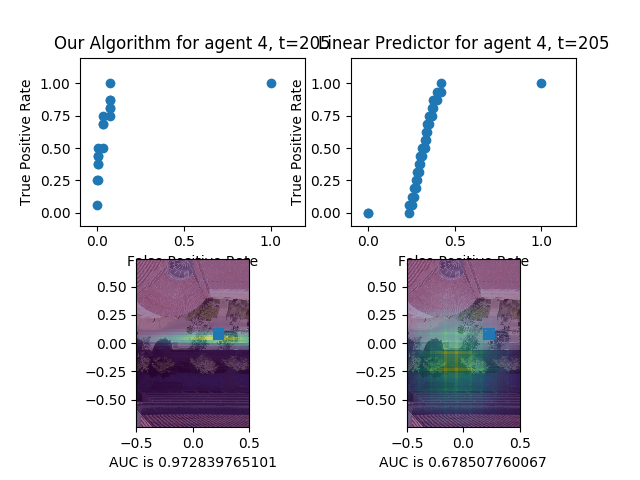 Our Algorithm for agent 4, t=205
Linear Predictor for agent 4, t=205
True Positive Rate
1.00
0.75
0.50
0.25
0.00
0.0 0.5 1.0
False Positive Rate
True Positive Rate
1.00
0.75
0.50
0.25
0.00
0.0 0.5 1.0
False Positive Rate
0.50
0.25
0.00
−0.25
−0.50
−0.5 0.0 0.5
AUC is 0.972839765101
0.50
0.25
0.00
−0.25
−0.50
−0.5 0.0 0.5
AUC is 0.678507760067